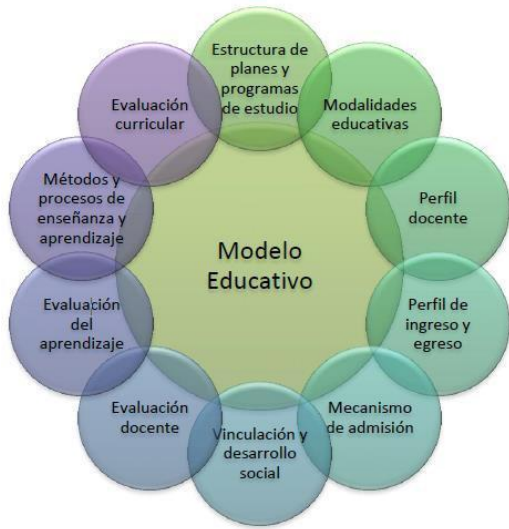 Estructura de
planes y
programas
de estudio
Modalidades
educativas
Perfil
docente
Perfil de
ingreso y
egreso
Mecanismo
de admisión
Vinculación y
desarrollo
social
Evaluación
docente
Evaluación
del
aprendizaje
Métodos y
procesos de
enseñanza y
aprendizaje
Evaluación
curricular
Modelo
Educativo